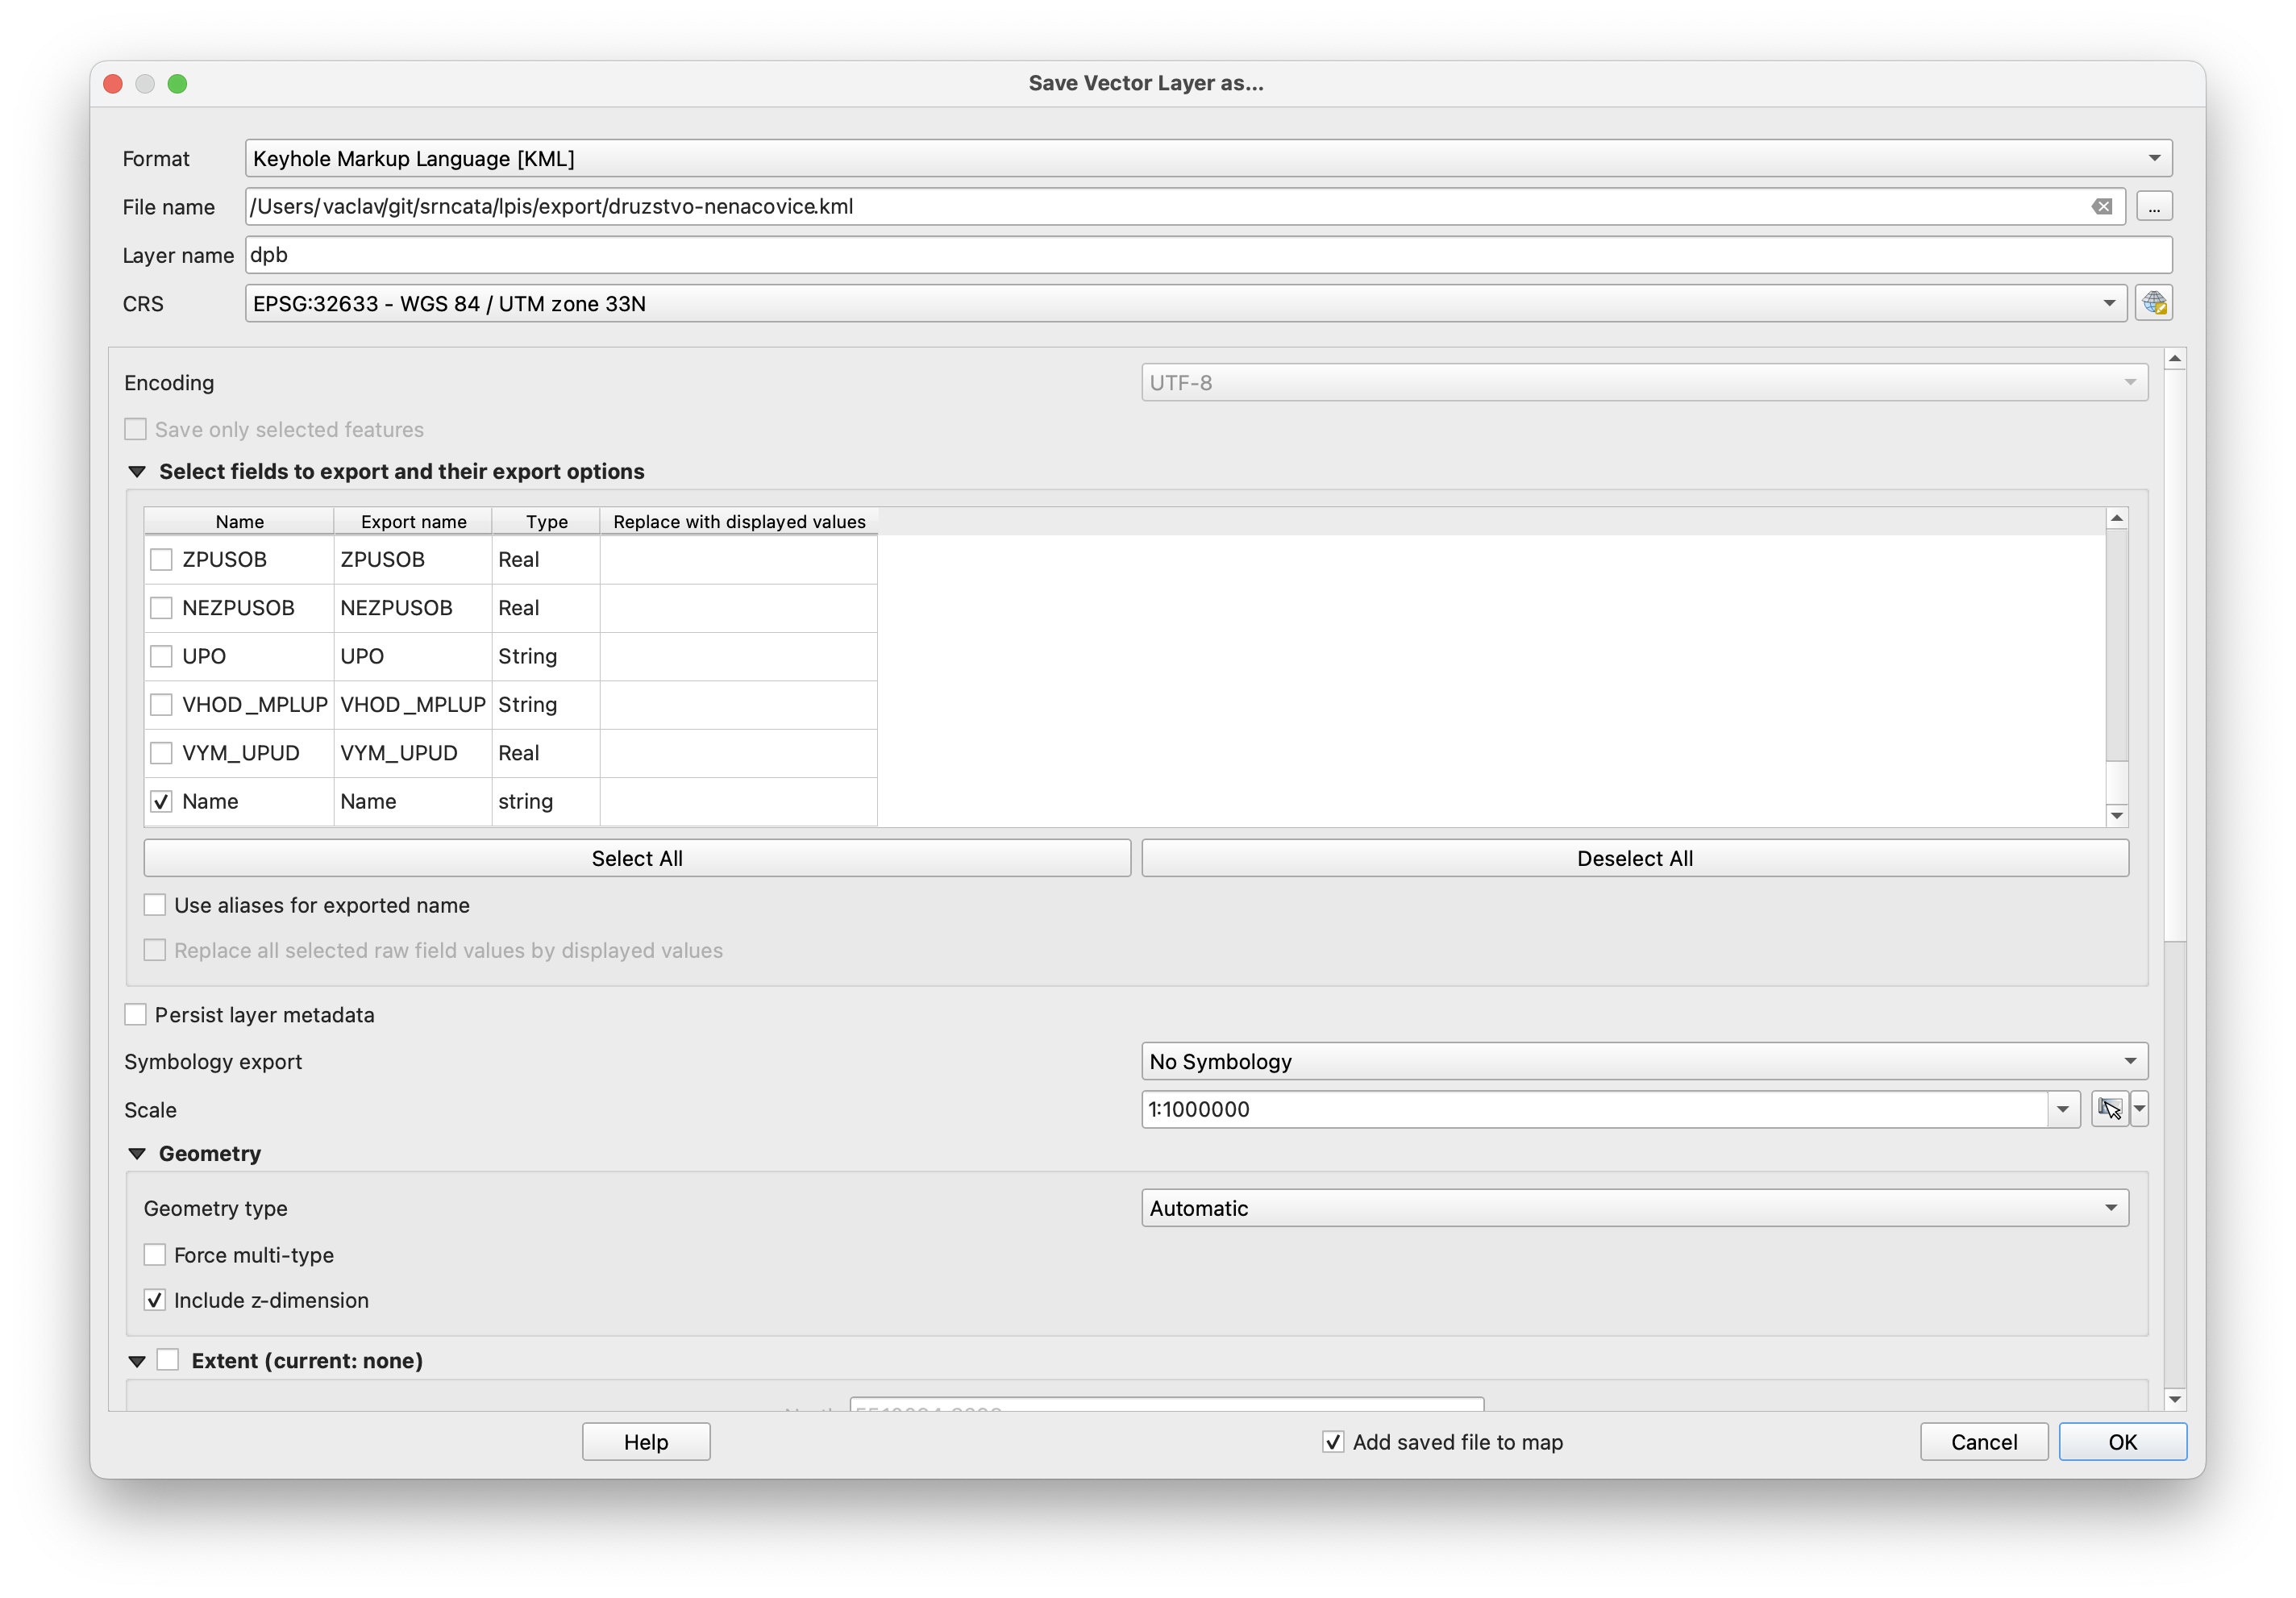 Save Vector Layer as...
Format Keyhole Markup Language [KML]
File name /Users/vaclav/git/srncata/lpis/export/druzstvo-nenacovice.kml ...
Layer name dpb
CRS EPSG:32633 - WGS 84 / UTM zone 33N
Encoding UTF-8
Save only selected features
Select fields to export and their export options
Name Export name Type Replace with displayed values
ZPUSOB ZPUSOB Real
NEZPUSOB NEZPUSOB Real
UPO UPO String
VHOD_MPLUP VHOD_MPLUP String
VYM_UPUD VYM_UPUD Real
Name Name string
Select All Deselect All
Use aliases for exported name
Replace all selected raw field values by displayed values
Persist layer metadata
Symbology export No Symbology
Scale 1:1000000
Geometry
Geometry type Automatic
Force multi-type
Include z-dimension
Extent (current: none)
Help Add saved file to map Cancel OK